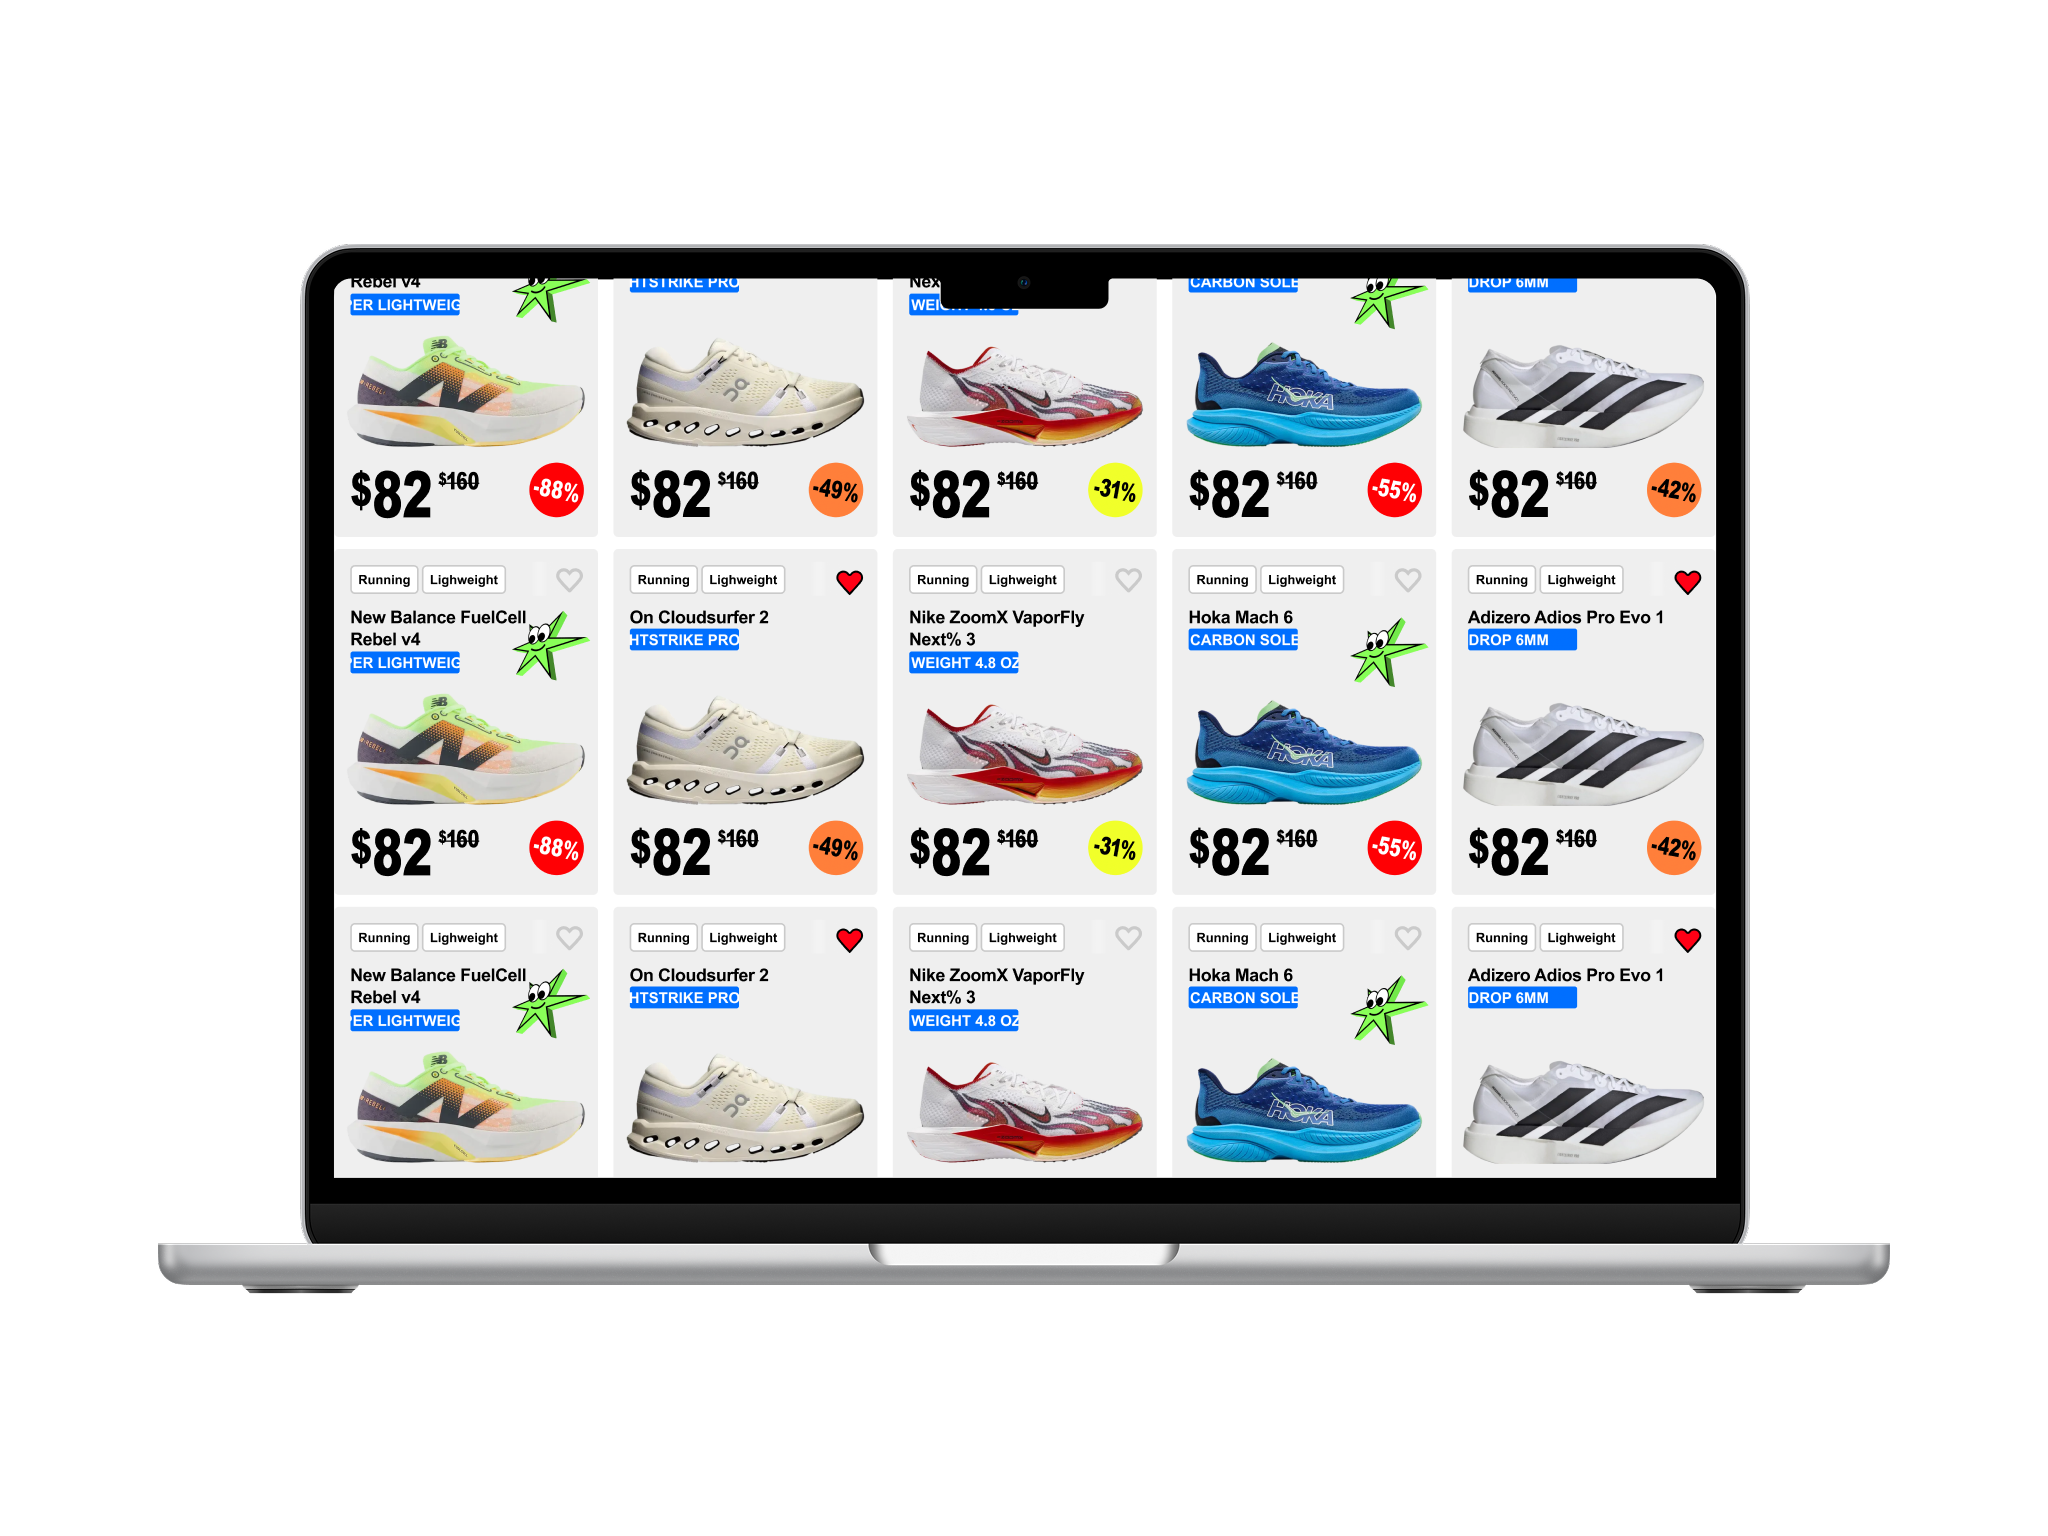 Rebel v4
HTSTRIKE PRO
Nex
CARBON SOLE
DROP 6MM
PER LIGHTWEIG
HOKA
$82 $160 -88%
$82 $160 -49%
$82 $160 -31%
$82 $160 -55%
$82 $160 -42%
Running Lighweight
Running Lighweight
Running Lighweight
Running Lighweight
Running Lighweight
New Balance FuelCell
Rebel v4
PER LIGHTWEIG
On Cloudsurfer 2
HTSTRIKE PRO
Nike ZoomX VaporFly
Next% 3
WEIGHT 4.8 OZ
Hoka Mach 6
CARBON SOLE
Adizero Adios Pro Evo 1
DROP 6MM
HOKA
$82 $160 -88%
$82 $160 -49%
$82 $160 -31%
$82 $160 -55%
$82 $160 -42%
Running Lighweight
Running Lighweight
Running Lighweight
Running Lighweight
Running Lighweight
New Balance FuelCell
Rebel v4
PER LIGHTWEIG
On Cloudsurfer 2
HTSTRIKE PRO
Nike ZoomX VaporFly
Next% 3
WEIGHT 4.8 OZ
Hoka Mach 6
CARBON SOLE
Adizero Adios Pro Evo 1
DROP 6MM
HOKA